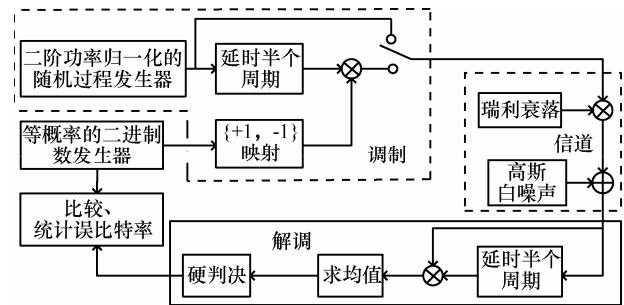 二阶功率归一化的
随机过程发生器
延时半个
周期
等概率的二进制
数发生器
{+1, -1}
映射
调制
瑞利衰落
信道
高斯
白噪声
比较、
统计误比特率
解调
硬判决
求均值
延时半个
周期